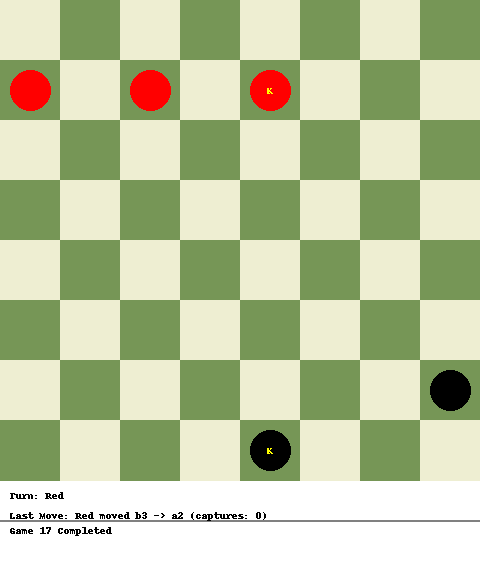 K
K
Turn: Red
Last Move: Red moved b3 -> a2 (captures: 0)
Game 17 Completed